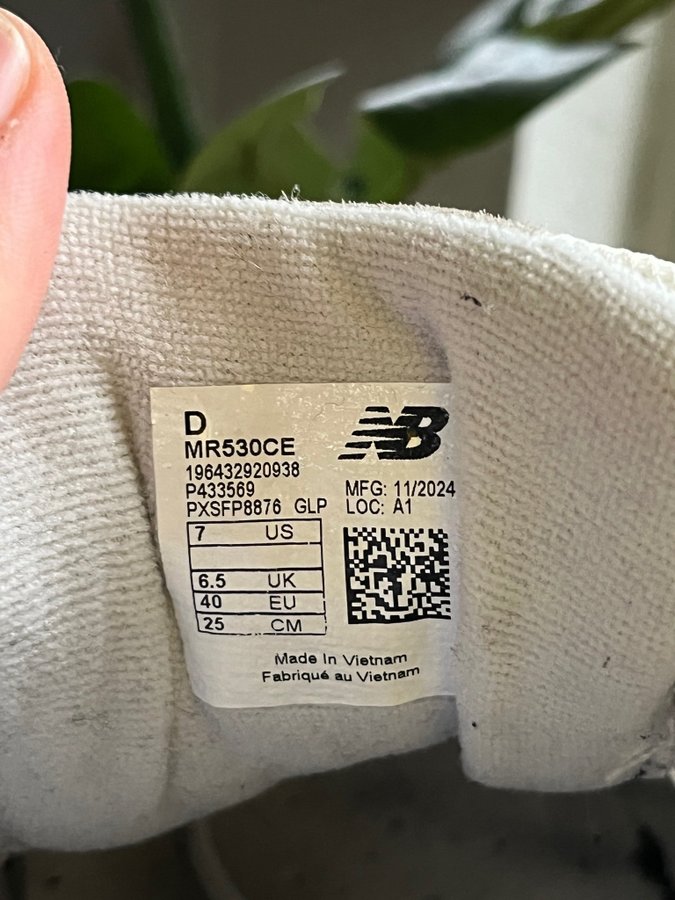 D
MR530CE
196432920938
P433569
PXSFP8876 GLP
NB
MFG: 11/2024
LOC: A1
7 US
6.5 UK
40 EU
25 CM
Made In Vietnam
Fabriqué au Vietnam